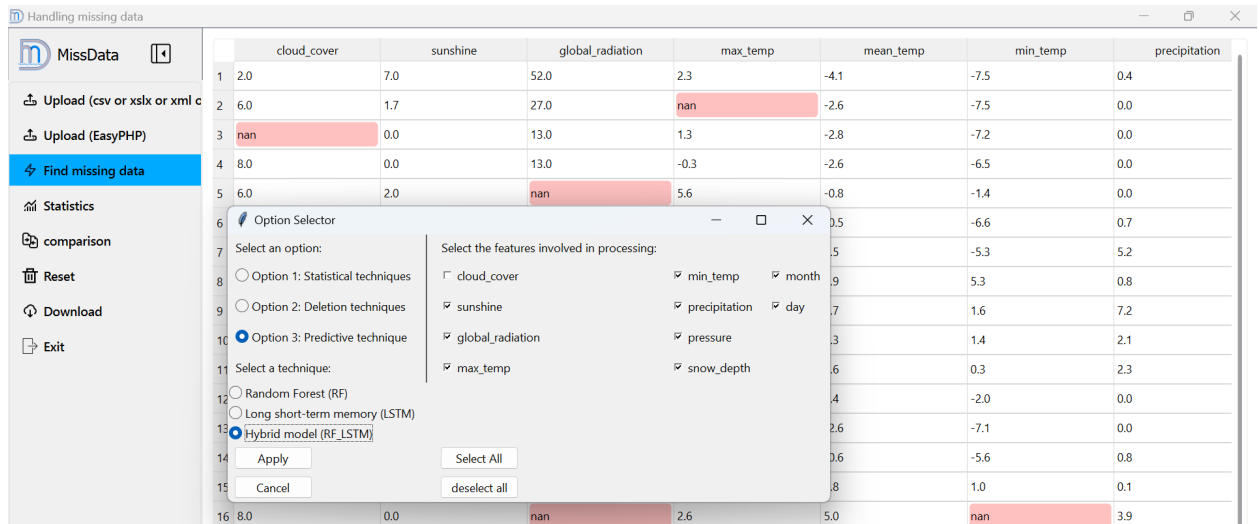 Handling missing data
MissData
cloud_cover sunshine global_radiation max_temp mean_temp min_temp precipitation
1 2.0 7.0 52.0 2.3 -4.1 -7.5 0.4
Upload (csv or xslx or xml o
2 6.0 1.7 27.0 nan -2.6 -7.5 0.0
Upload (EasyPHP)
3 nan 0.0 13.0 1.3 -2.8 -7.2 0.0
Find missing data
4 8.0 0.0 13.0 -0.3 -2.6 -6.5 0.0
Statistics
5 6.0 2.0 nan 5.6 -0.8 -1.4 0.0
comparison
Reset
Download
Exit
Option Selector
Select an option:
Option 1: Statistical techniques
Option 2: Deletion techniques
Option 3: Predictive technique
Select a technique:
Random Forest (RF)
Long short-term memory (LSTM)
Hybrid model (RF_LSTM)
Apply
Cancel
Select the features involved in processing:
cloud_cover min_temp month
sunshine precipitation day
global_radiation pressure
max_temp snow_depth
Select All
deselect all
6 0.5 -6.6 0.7
7 .5 -5.3 5.2
8 .9 5.3 0.8
9 .7 1.6 7.2
10 .3 1.4 2.1
11 .6 0.3 2.3
12 .4 -2.0 0.0
13 2.6 -7.1 0.0
14 0.6 -5.6 0.8
15 .8 1.0 0.1
16 8.0 0.0 nan 2.6 5.0 nan 3.9